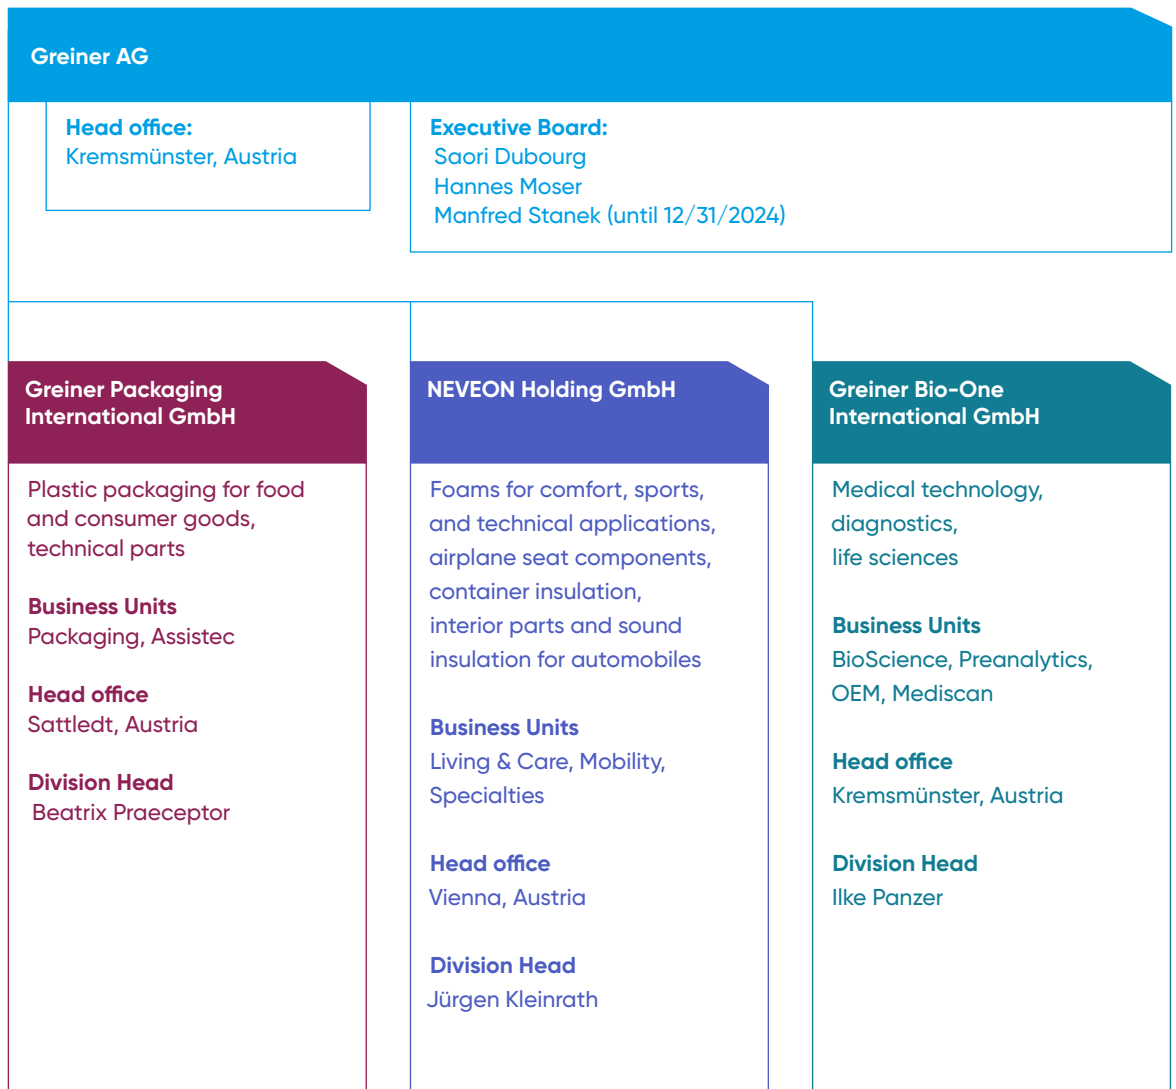 Greiner AG
Head office:
Kremsmünster, Austria
Executive Board:
Saori Dubourg
Hannes Moser
Manfred Stanek (until 12/31/2024)
Greiner Packaging
International GmbH
Plastic packaging for food
and consumer goods,
technical parts
Business Units
Packaging, Assistec
Head office
Sattledt, Austria
Division Head
Beatrix Praeceptor
NEVEON Holding GmbH
Foams for comfort, sports,
and technical applications,
airplane seat components,
container insulation,
interior parts and sound
insulation for automobiles
Business Units
Living & Care, Mobility,
Specialties
Head office
Vienna, Austria
Division Head
Jürgen Kleinrath
Greiner Bio-One
International GmbH
Medical technology,
diagnostics,
life sciences
Business Units
BioScience, Preanalytics,
OEM, Mediscan
Head office
Kremsmünster, Austria
Division Head
Ilke Panzer